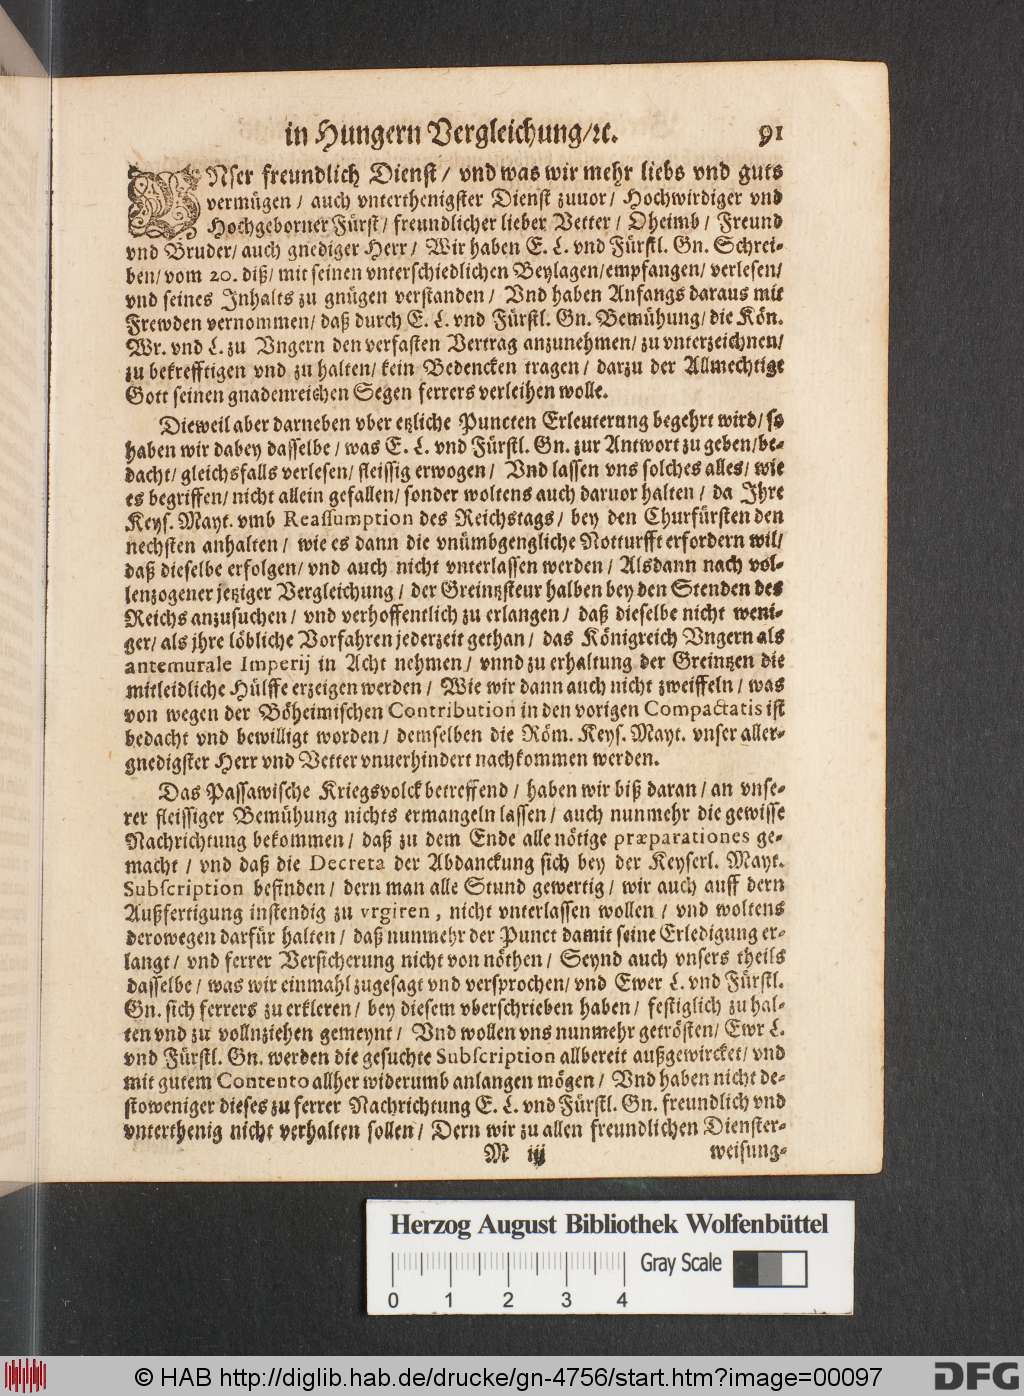 in Hungern Vergleichung/ꝛc. 91
VNser freundlich Dienst / vnd was wir mehr liebs vnd guts
vermügen / auch vnterthenigster Dienst zuuor / Hochwirdiger vnd
Hochgeborner Fürst / freundlicher lieber Vetter / Oheimb / Freund
vnd Bruder / auch gnediger Herr / Wir haben E. L. vnd Fürstl. Gn. Schrei-
ben / vom 20. diß / mit seinen vnterschiedlichen Beylagen / empfangen / verlesen /
vnd seines Inhalts zu gnügen verstanden / Vnd haben Anfangs daraus mit
Frewden vernommen / daß durch E. L. vnd Fürstl. Gn. Bemühung / die Kön.
Wr. vnd L. zu Vngern den verfasten Vertrag anzunehmen / zu vnterzeichnen /
zu bekrefftigen vnd zu halten / kein Bedencken tragen / darzu der Allmechtige
Gott seinen gnadenreichen Segen ferrers verleihen wolle.
Dieweil aber darneben vber etzliche Puncten Erleuterung begehrt wird / so
haben wir dabey dasselbe / was E. L. vnd Fürstl. Gn. zur Antwort zu geben / be-
dacht / gleichsfalls verlesen / fleissig erwogen / Vnd lassen vns solches alles / wie
es begriffen / nicht allein gefallen / sonder woltens auch daruor halten / da Ihre
Keys. Mayt. vmb Reassumption des Reichstags / bey den Churfürsten den
nechsten anhalten / wie es dann die vnümbgengliche Notturfft erfordern wil /
daß dieselbe erfolgen / vnd auch nicht vnterlassen werden / Alsdann nach vol-
lenzogener jetziger Vergleichung / der Greintzsteur halben bey den Stenden des
Reichs anzusuchen / vnd verhoffentlich zu erlangen / daß dieselbe nicht weni-
ger / als jhre löbliche Vorfahren jederzeit gethan / das Königreich Vngern als
antemurale Imperij in Acht nehmen / vnnd zu erhaltung der Greintzen die
mitleidliche Hülffe erzeigen werden / Wie wir dann auch nicht zweiffeln / was
von wegen der Böheimischen Contribution in den vorigen Compactatis ist
bedacht vnd bewilligt worden / demselben die Röm. Keys. Mayt. vnser aller-
gnedigster Herr vnd Vetter vnuerhindert nachkommen werden.
Das Passawische Kriegsvolck betreffend / haben wir biß daran / an vnse-
rer fleissiger Bemühung nichts ermangeln lassen / auch nunmehr die gewisse
Nachrichtung bekommen / daß zu dem Ende alle nötige præparationes ge-
macht / vnd daß die Decreta der Abdanckung sich bey der Keyserl. Mayt.
Subscription befinden / dern man alle Stund gewertig / wir auch auff dern
Außfertigung instendig zu vrgiren, nicht vnterlassen wollen / vnd woltens
derowegen darfür halten / daß nunmehr der Punct damit seine Erledigung er-
langt / vnd ferrer Versicherung nicht von nöthen / Seynd auch vnsers theils
dasselbe / was wir einmahl zugesagt vnd versprochen / vnd Ewer L. vnd Fürstl.
Gn. sich ferrers zu erkleren / bey diesem vberschrieben haben / festiglich zu hal-
ten vnd zu vollnziehen gemeynt / Vnd wollen vns nunmehr getrösten / Ewr L.
vnd Fürstl. Gn. werden die gesuchte Subscription allbereit außgewircket / vnd
mit gutem Contento allher widerumb anlangen mögen / Vnd haben nicht de-
stoweniger dieses zu ferrer Nachrichtung E. L. vnd Fürstl. Gn. freundlich vnd
vnterthenig nicht verhalten sollen / Dern wir zu allen freundlichen Dienster-
M iij weisung-
Herzog August Bibliothek Wolfenbüttel
Gray Scale
0 1 2 3 4
© HAB http://diglib.hab.de/drucke/gn-4756/start.htm?image=00097
DFG